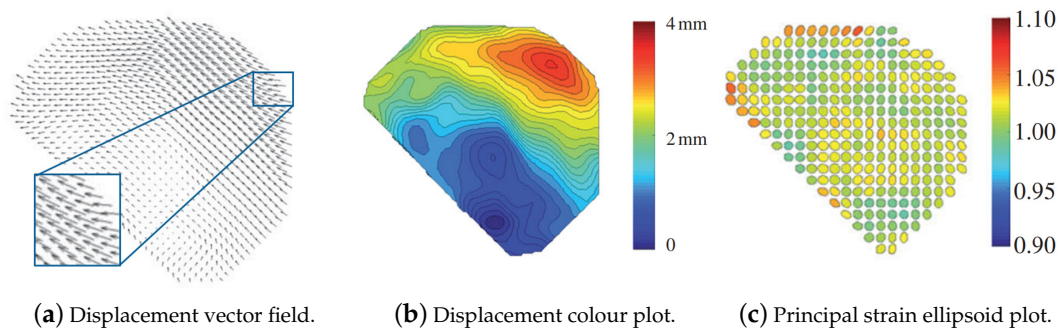 4 mm
2 mm
0
1.10
1.05
1.00
0.95
0.90
(a) Displacement vector field.
(b) Displacement colour plot.
(c) Principal strain ellipsoid plot.